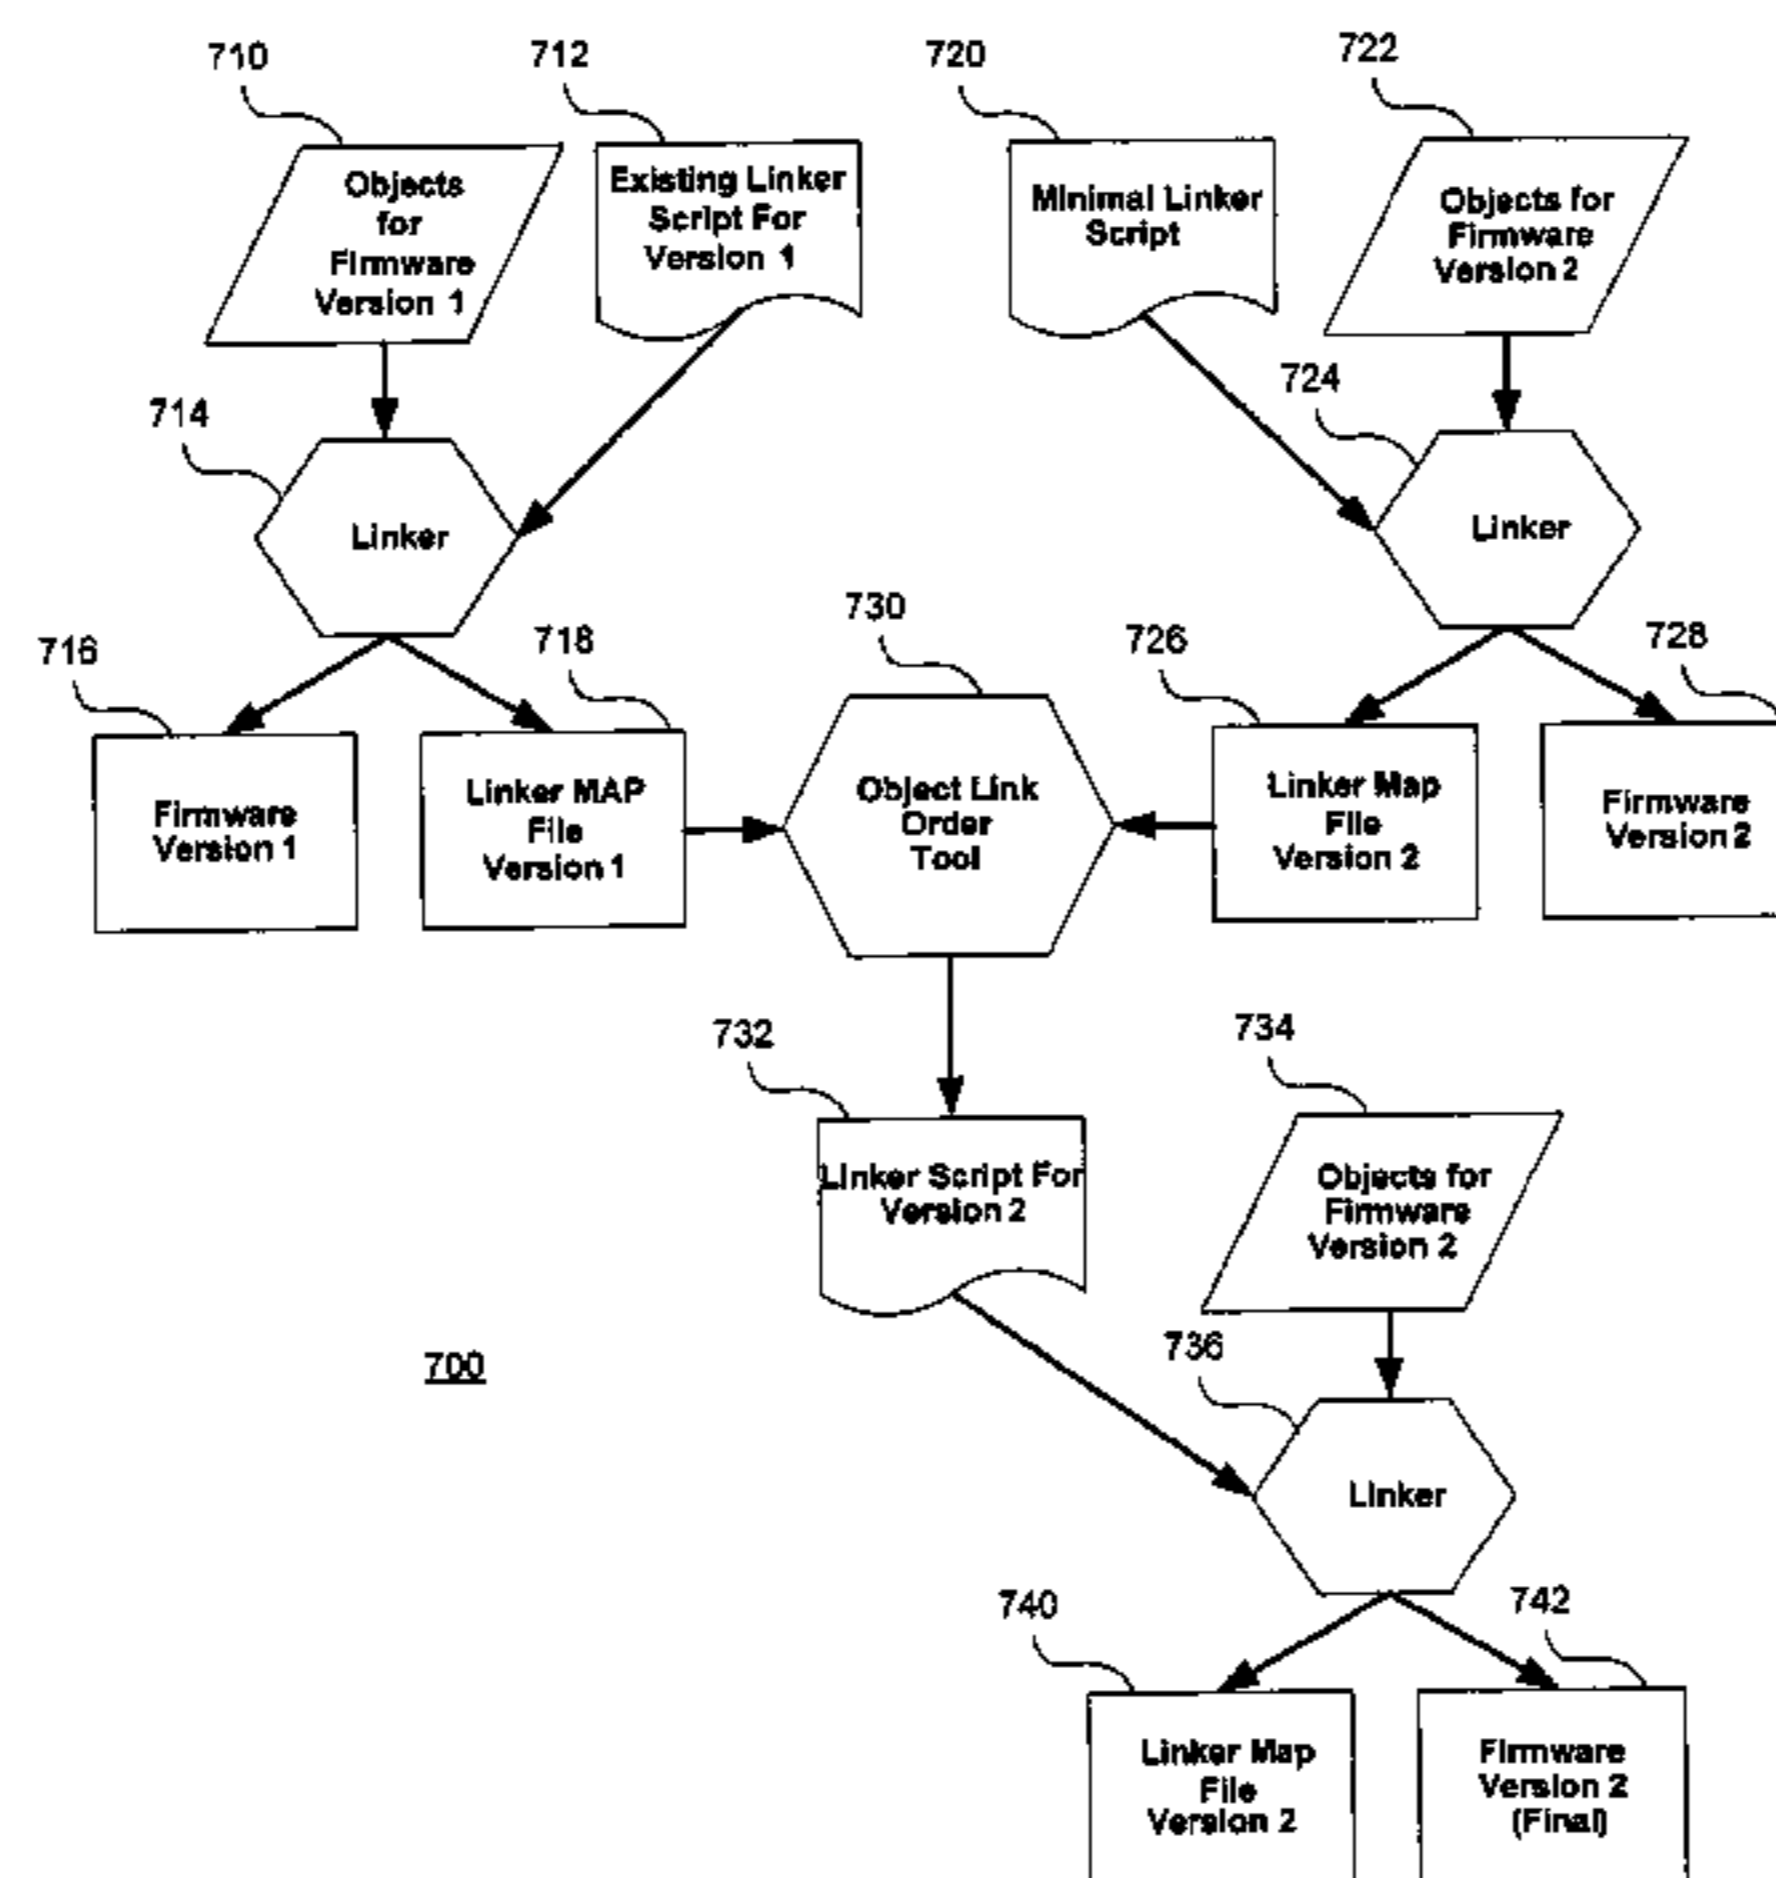 710
712
720
722
Objects
for
Firmware
Version 1
Existing Linker
Script For
Version 1
Minimal Linker
Script
Objects for
Firmware
Version 2
714
724
Linker
Linker
716
718
730
726
728
Firmware
Version 1
Linker MAP
File
Version 1
Object Link
Order
Tool
Linker Map
File
Version 2
Firmware
Version 2
732
734
Linker Script For
Version 2
Objects for
Firmware
Version 2
700
736
Linker
740
742
Linker Map
File
Version 2
Firmware
Version 2
(Final)